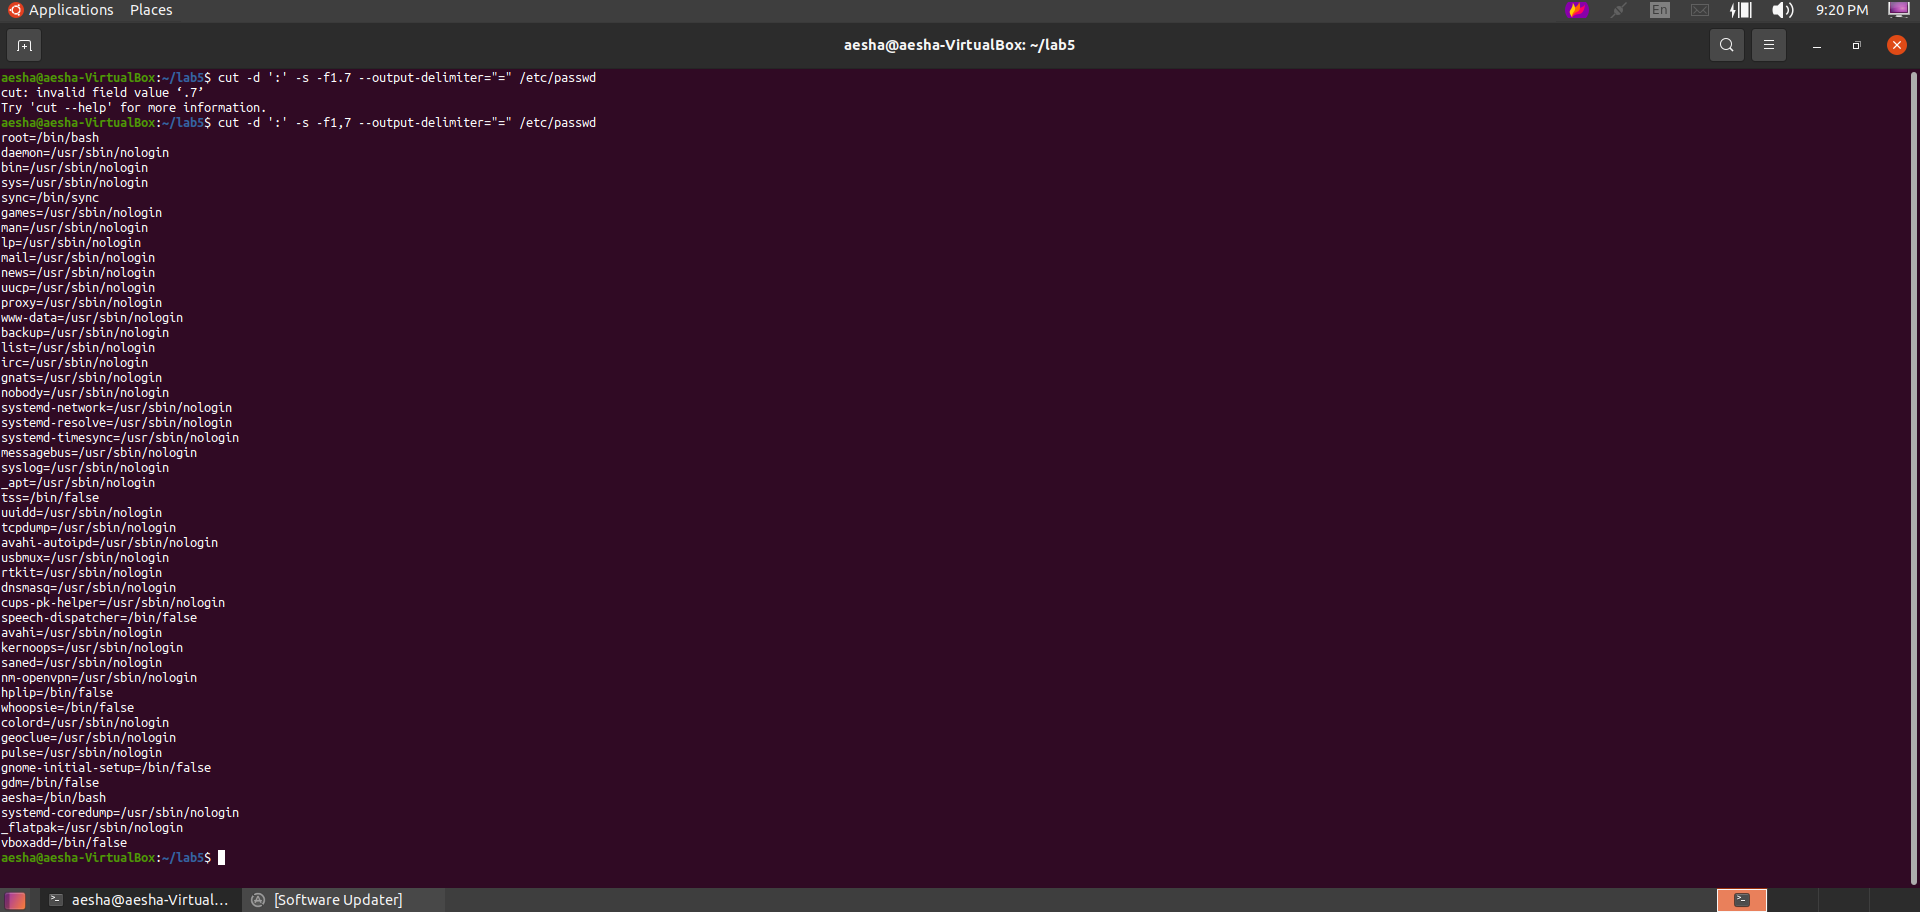 Applications Places En 9:20 PM
aesha@aesha-VirtualBox: ~/lab5
aesha@aesha-VirtualBox:~/lab5$ cut -d ':' -s -f1.7 --output-delimiter="=" /etc/passwd
cut: invalid field value ‘.7’
Try 'cut --help' for more information.
aesha@aesha-VirtualBox:~/lab5$ cut -d ':' -s -f1,7 --output-delimiter="=" /etc/passwd
root=/bin/bash
daemon=/usr/sbin/nologin
bin=/usr/sbin/nologin
sys=/usr/sbin/nologin
sync=/bin/sync
games=/usr/sbin/nologin
man=/usr/sbin/nologin
lp=/usr/sbin/nologin
mail=/usr/sbin/nologin
news=/usr/sbin/nologin
uucp=/usr/sbin/nologin
proxy=/usr/sbin/nologin
www-data=/usr/sbin/nologin
backup=/usr/sbin/nologin
list=/usr/sbin/nologin
irc=/usr/sbin/nologin
gnats=/usr/sbin/nologin
nobody=/usr/sbin/nologin
systemd-network=/usr/sbin/nologin
systemd-resolve=/usr/sbin/nologin
systemd-timesync=/usr/sbin/nologin
messagebus=/usr/sbin/nologin
syslog=/usr/sbin/nologin
_apt=/usr/sbin/nologin
tss=/bin/false
uuidd=/usr/sbin/nologin
tcpdump=/usr/sbin/nologin
avahi-autoipd=/usr/sbin/nologin
usbmux=/usr/sbin/nologin
rtkit=/usr/sbin/nologin
dnsmasq=/usr/sbin/nologin
cups-pk-helper=/usr/sbin/nologin
speech-dispatcher=/bin/false
avahi=/usr/sbin/nologin
kernoops=/usr/sbin/nologin
saned=/usr/sbin/nologin
nm-openvpn=/usr/sbin/nologin
hplip=/bin/false
whoopsie=/bin/false
colord=/usr/sbin/nologin
geoclue=/usr/sbin/nologin
pulse=/usr/sbin/nologin
gnome-initial-setup=/bin/false
gdm=/bin/false
aesha=/bin/bash
systemd-coredump=/usr/sbin/nologin
_flatpak=/usr/sbin/nologin
vboxadd=/bin/false
aesha@aesha-VirtualBox:~/lab5$
aesha@aesha-Virtual... [Software Updater]